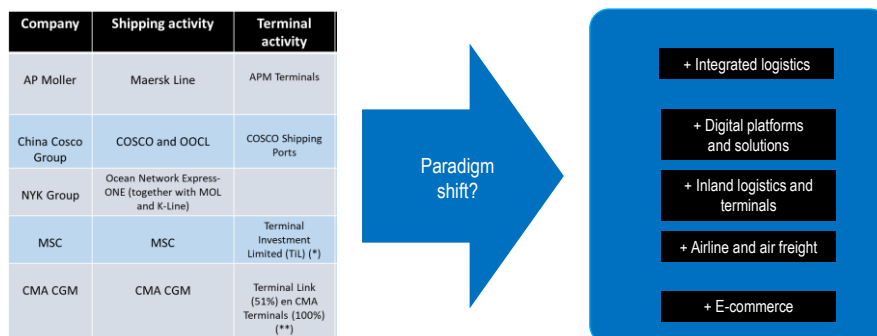 Company
Shipping activity
Terminal
activity
AP Moller
Maersk Line
APM Terminals
China Cosco
Group
COSCO and OOCL
COSCO Shipping
Ports
NYK Group
Ocean Network Express-
ONE (together with MOL
and K-Line)
MSC
MSC
Terminal
Investment
Limited (TiL) (*)
CMA CGM
CMA CGM
Terminal Link
(51%) en CMA
Terminals (100%)
(**)
Paradigm
shift?
+ Integrated logistics
+ Digital platforms
and solutions
+ Inland logistics and
terminals
+ Airline and air freight
+ E-commerce